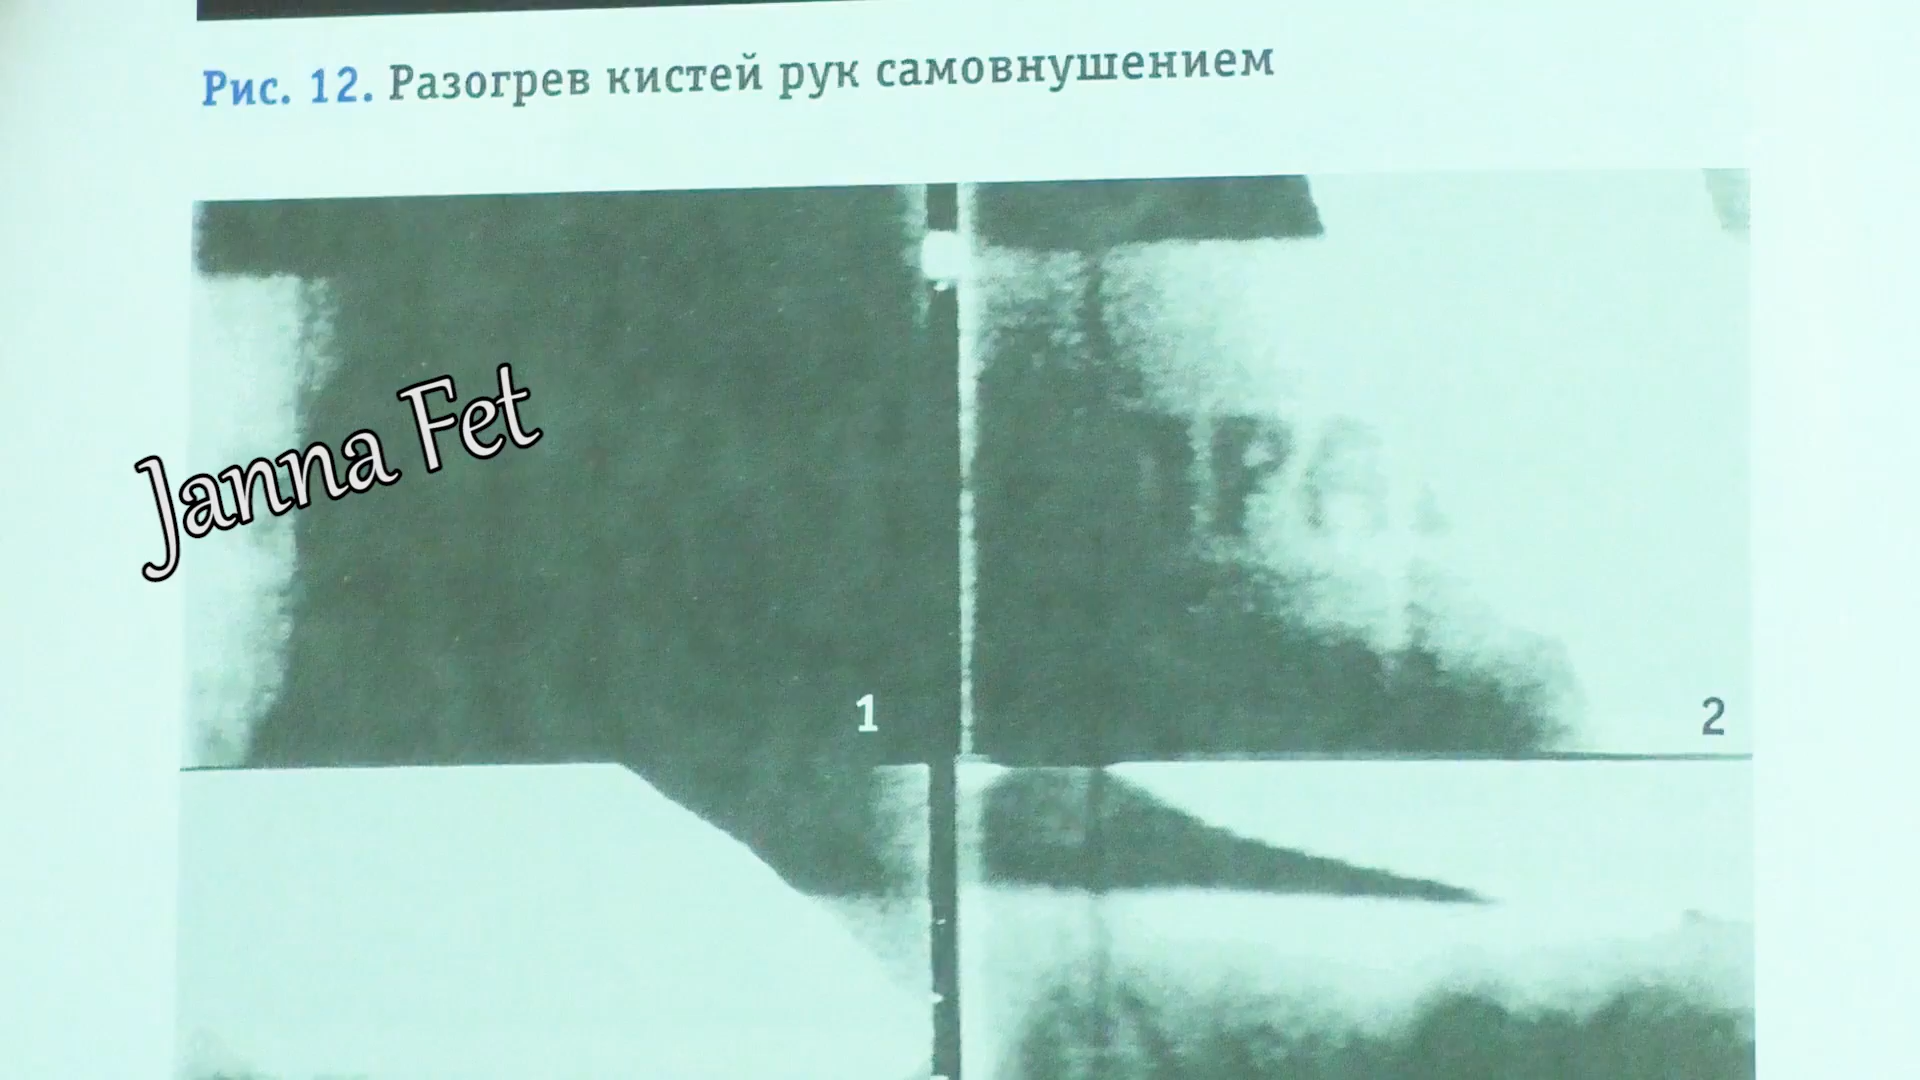 Рис. 12. Разогрев кистей рук самовнушением
Janna Fet
1
2